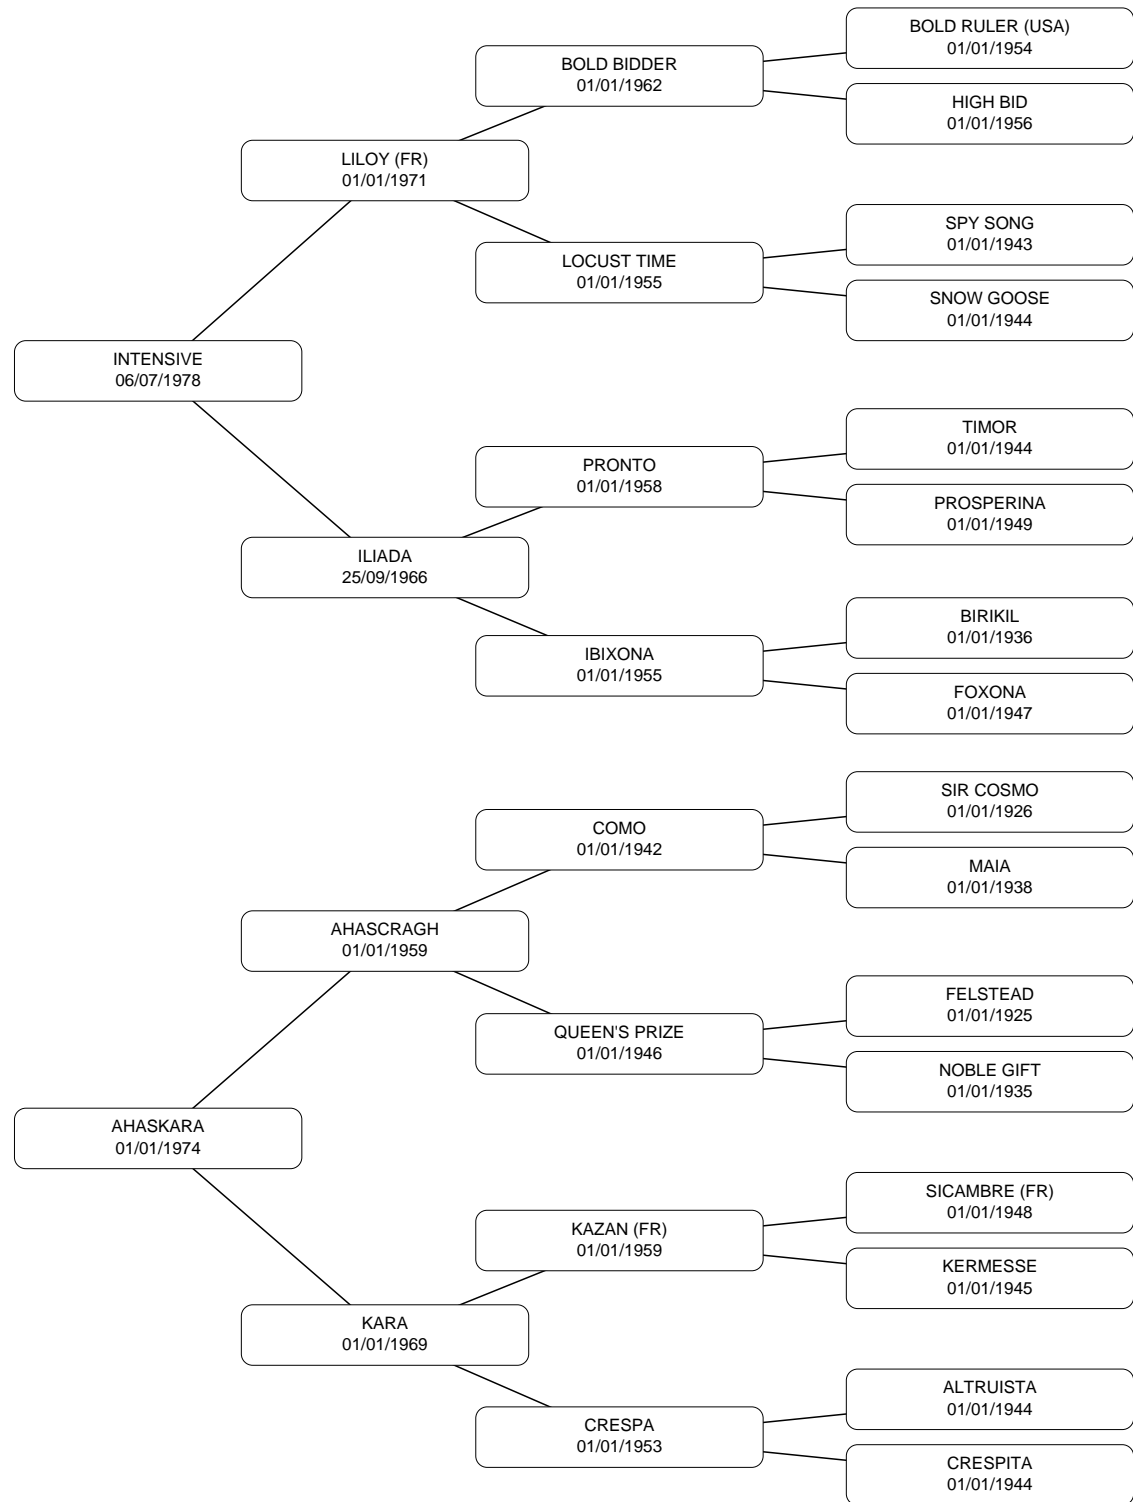 BOLD RULER (USA)
01/01/1954
BOLD BIDDER
01/01/1962
HIGH BID
01/01/1956
LILOY (FR)
01/01/1971
SPY SONG
01/01/1943
LOCUST TIME
01/01/1955
SNOW GOOSE
01/01/1944
INTENSIVE
06/07/1978
TIMOR
01/01/1944
PRONTO
01/01/1958
PROSPERINA
01/01/1949
ILIADA
25/09/1966
BIRIKIL
01/01/1936
IBIXONA
01/01/1955
FOXONA
01/01/1947
SIR COSMO
01/01/1926
COMO
01/01/1942
MAIA
01/01/1938
AHASCRAGH
01/01/1959
FELSTEAD
01/01/1925
QUEEN'S PRIZE
01/01/1946
NOBLE GIFT
01/01/1935
AHASKARA
01/01/1974
SICAMBRE (FR)
01/01/1948
KAZAN (FR)
01/01/1959
KERMESSE
01/01/1945
KARA
01/01/1969
ALTRUISTA
01/01/1944
CRESPA
01/01/1953
CRESPITA
01/01/1944